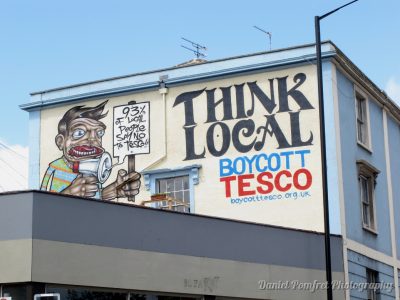 93%
of LOCAL
PEOPLE
SAY NO
TO TESCO!!
THINK
LOCAL
BOYCOTT
TESCO
boycotttesco.org.uk
Daniel Pomfret Photography